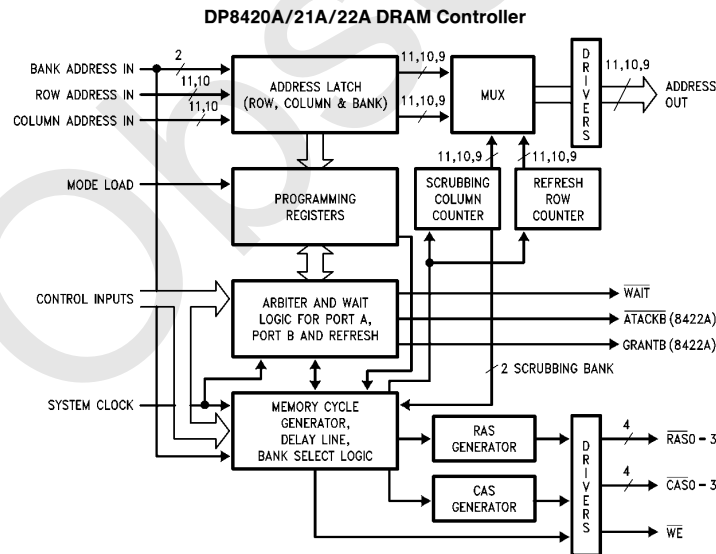 DP8420A/21A/22A DRAM Controller
BANK ADDRESS IN
2
ROW ADDRESS IN
11,10
COLUMN ADDRESS IN
11,10
ADDRESS LATCH
(ROW, COLUMN & BANK)
11,10,9
11,10,9
MUX
DRIVERS
11,10,9
ADDRESS
OUT
11,10,9
11,10,9
MODE LOAD
PROGRAMMING
REGISTERS
SCRUBBING
COLUMN
COUNTER
REFRESH
ROW
COUNTER
CONTROL INPUTS
ARBITER AND WAIT
LOGIC FOR PORT A,
PORT B AND REFRESH
WAIT
ATACKB (8422A)
GRANTB (8422A)
2 SCRUBBING BANK
SYSTEM CLOCK
MEMORY CYCLE
GENERATOR,
DELAY LINE,
BANK SELECT LOGIC
RAS
GENERATOR
CAS
GENERATOR
DRIVERS
4
RAS0-3
4
CAS0-3
WE